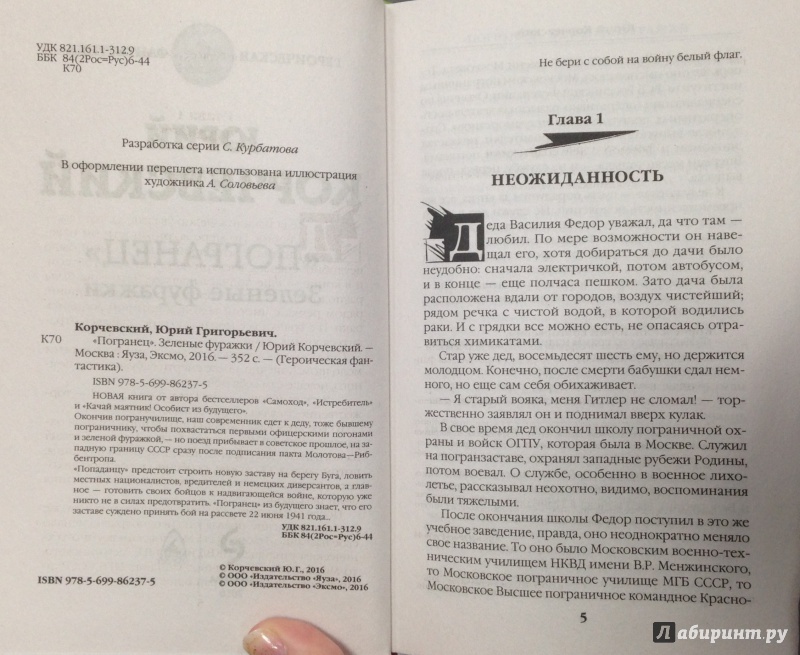 УДК 821.161.1-312.9
ББК 84(2Рос=Рус)6-44
К70
Разработка серии С. Курбатова
В оформлении переплета использована иллюстрация
художника А. Соловьева
Корчевский, Юрий Григорьевич.
К70 «Погранец». Зеленые фуражки / Юрий Корчевский. —
Москва : Яуза, Эксмо, 2016. — 352 с. — (Героическая фан-
тастика).
ISBN 978-5-699-86237-5
НОВАЯ книга от автора бестселлеров «Самоход», «Истребитель»
и «Качай маятник! Особист из будущего».
Окончив погранучилище, наш современник едет к деду, тоже бывшему
пограничнику, чтобы похвастаться первыми офицерскими погонами
и зеленой фуражкой, — но поезд прибывает в советское прошлое, на за-
падную границу СССР сразу после подписания пакта Молотова—Риб-
бентропа.
«Попаданцу» предстоит строить новую заставу на берегу Буга, ловить
местных националистов, вредителей и немецких диверсантов, а глав-
ное — готовить своих бойцов к надвигающейся войне, которую уже
никто не в силах предотвратить. «Погранец» из будущего знает, что его
заставе суждено принять бой на рассвете 22 июня 1941 года...
УДК 821.161.1-312.9
ББК 84(2Рос=Рус)6-44
© Корчевский Ю.Г., 2016
© ООО «Издательство «Яуза», 2016
ISBN 978-5-699-86237-5 © ООО «Издательство «Эксмо», 2016
Не бери с собой на войну белый флаг.
Глава 1
НЕОЖИДАННОСТЬ
Деда Василия Федор уважал, да что там —
любил. По мере возможности он наве-
щал его, хотя добираться до дачи было
неудобно: сначала электричкой, потом автобусом,
и в конце — еще полчаса пешком. Зато дача была
расположена вдали от городов, воздух чистейший;
рядом речка с чистой водой, в которой водились
раки. И с грядки все можно есть, не опасаясь отра-
виться химикатами.
Стар уже дед, восемьдесят шесть ему, но держится
молодцом. Конечно, после смерти бабушки сдал нем-
ного, но еще сам себя обихаживает.
— Я старый вояка, меня Гитлер не сломал! — тор-
жественно заявлял он и поднимал вверх кулак.
В свое время дед окончил школу пограничной ох-
раны и войск ОГПУ, которая была в Москве. Служил
на погранзаставе, охранял западные рубежи Родины,
потом воевал. О службе, особенно в военное лихо-
летье, рассказывал неохотно, видимо, воспоминания
были тяжелыми.
После окончания школы Федор поступил в это же
учебное заведение, правда, оно неоднократно меняло
свое название. То оно было Московским военно-тех-
ническим училищем НКВД имени В.Р. Менжинского,
то Московское пограничное училище МГБ СССР, то
Московское Высшее пограничное командное Красно-
5
Лабиринт.ру